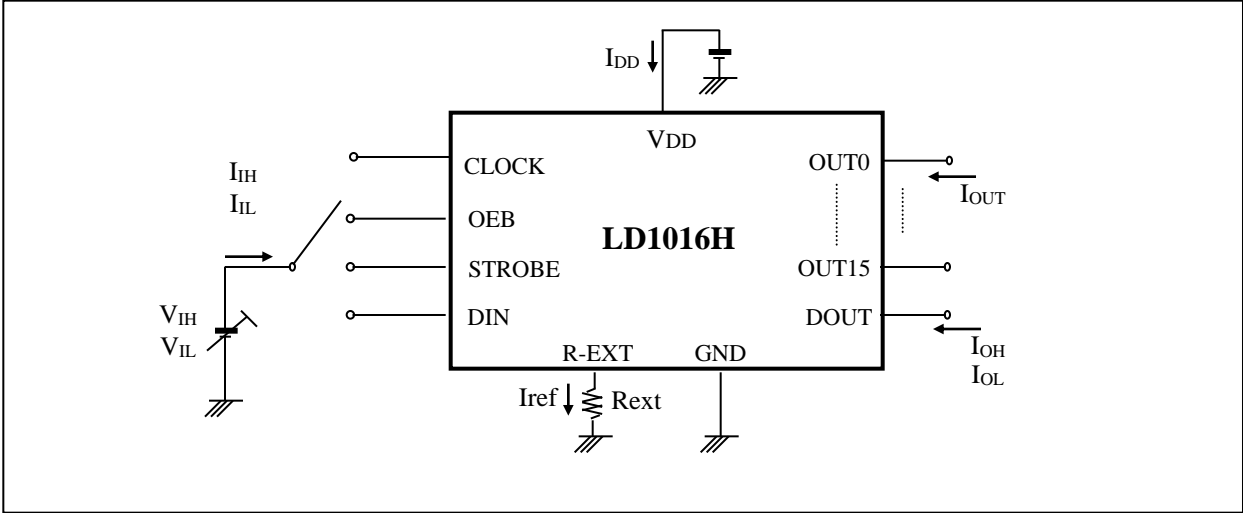 IDD
VDD
CLOCK
OUT0
IIH
IIL
IOUT
OEB
LD1016H
STROBE
OUT15
VIH
VIL
DIN
DOUT
R-EXT
GND
IOH
IOL
Iref
Rext